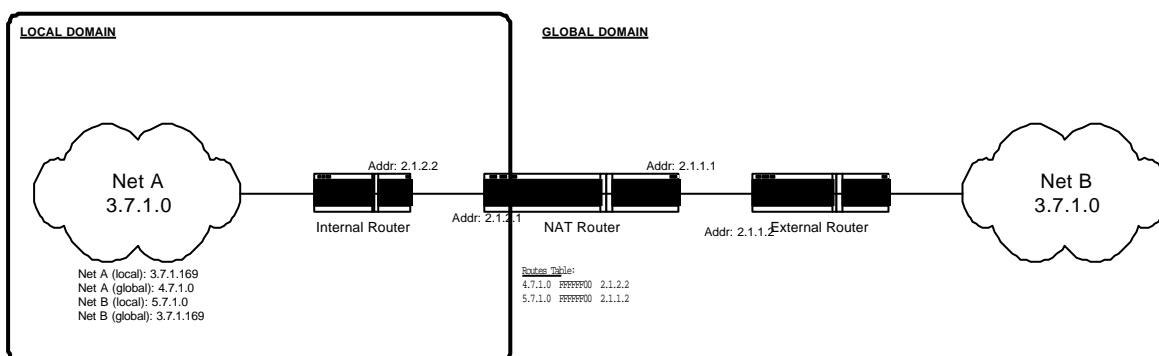 LOCAL DOMAIN
GLOBAL DOMAIN
Addr: 2.1.2.2
Addr: 2.1.1.1
Net A
3.7.1.0
Net B
3.7.1.0
Addr: 2.1.2.1
Internal Router
NAT Router
Addr: 2.1.1.2
External Router
Net A (local): 3.7.1.169
Net A (global): 4.7.1.0
Net B (local): 5.7.1.0
Net B (global): 3.7.1.169
Routes Table:
4.7.1.0 FFFFFF00 2.1.2.2
5.7.1.0 FFFFFF00 2.1.1.2